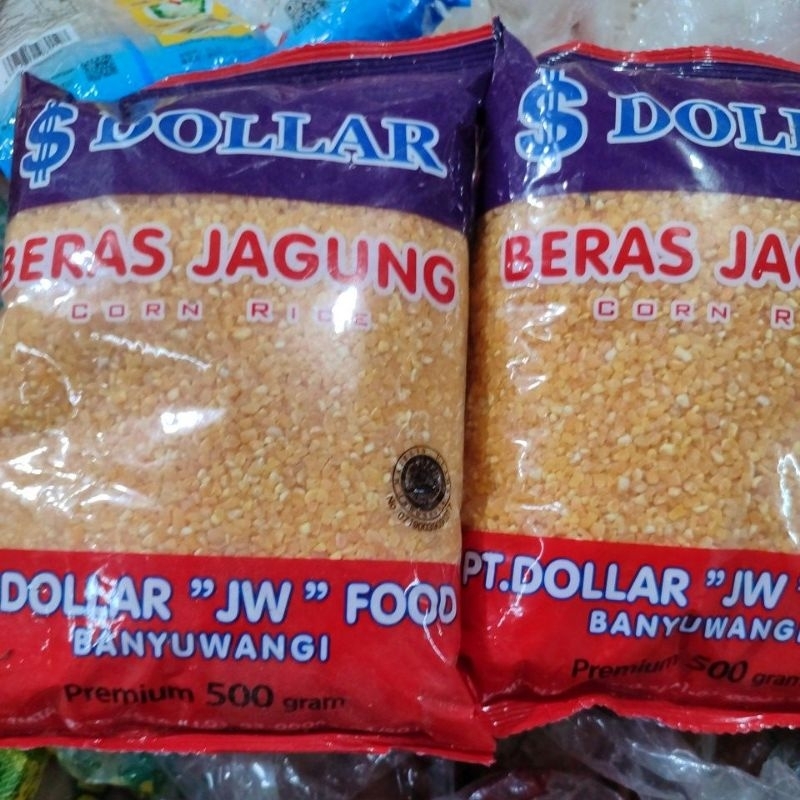 $ DOLLAR
BERAS JAGUNG
CORN RICE
DOLLAR "JW" FOOD
BANYUWANGI
Premium 500 gram
$ DOLL
BERAS JAG
CORN R
PT.DOLLAR "JW"
BANYUWANGI
Premium 500 gram